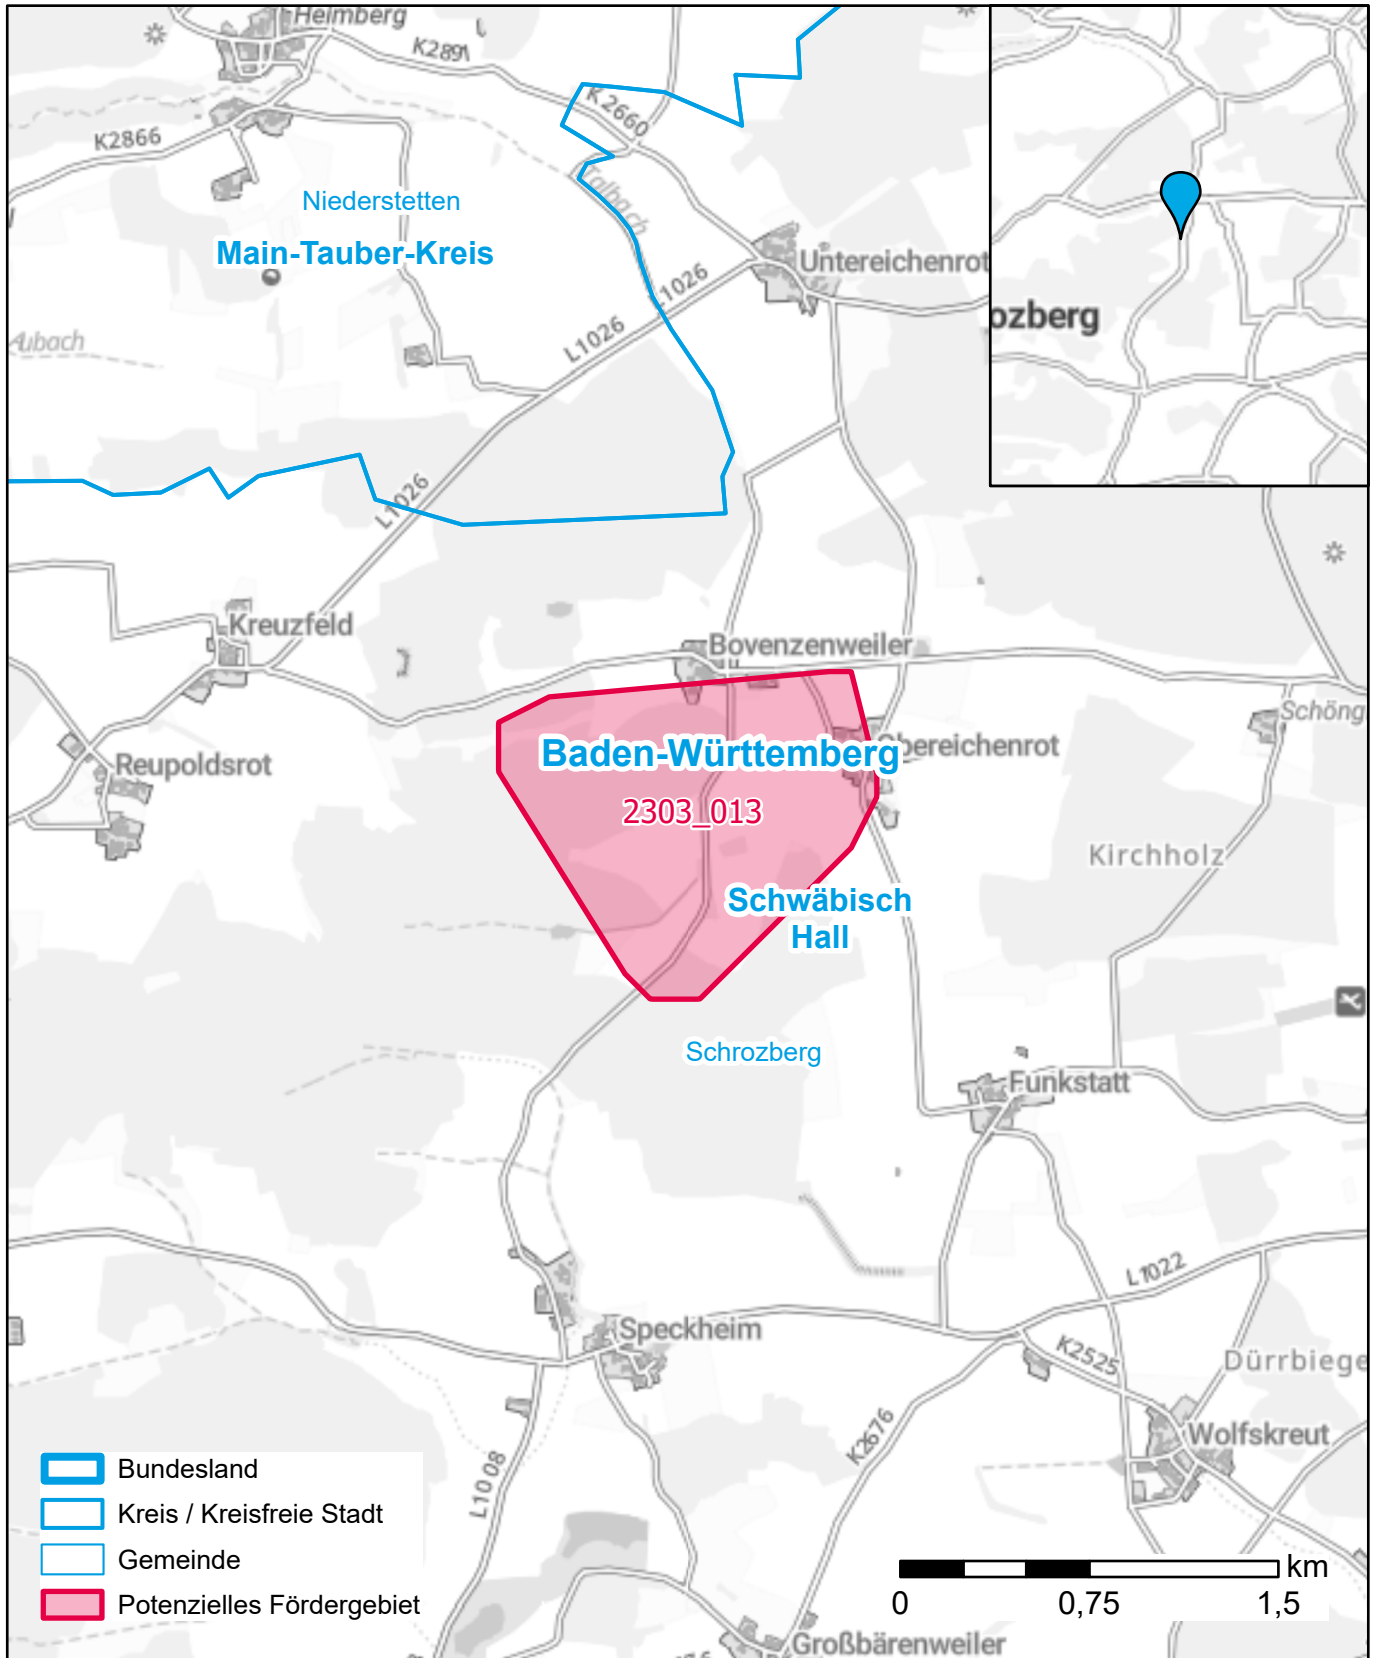 Heimberg
K2891
K2660
K2866
Talbach
Niederstetten
Main-Tauber-Kreis
Untereichenrot
L1026
L1026
Aubach
ozberg
L1026
Kreuzfeld
Bovenzenweiler
Schöng
Reupoldsrot
Baden-Württemberg
Obereichenrot
2303_013
Kirchholz
Schwäbisch
Hall
Schrozberg
Funkstatt
L1022
Speckheim
K2525
Dürrbiege
K2676
Wolfskreut
L1008
Bundesland
Kreis / Kreisfreie Stadt
Gemeinde
Potenzielles Fördergebiet
km
0 0,75 1,5
Großbärenweiler